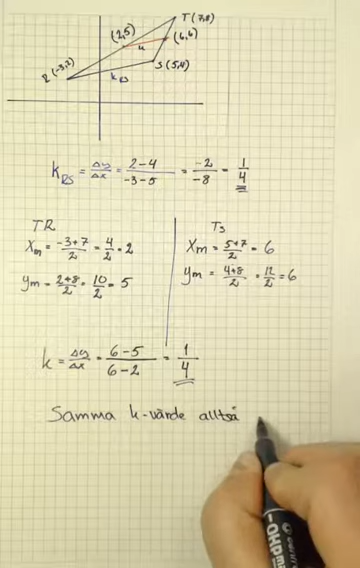 T(7,8)
(2,5)
(6,6)
k
S(5,4)
R(-3,2)
k_RS
k_RS = Δy/Δx = (2-4)/(-3-5) = -2/-8 = 1/4
TR
x_m = (-3+7)/2 = 4/2 = 2
y_m = (2+8)/2 = 10/2 = 5
TS
x_m = (5+7)/2 = 6
y_m = (4+8)/2 = 12/2 = 6
k = Δy/Δx = (6-5)/(6-2) = 1/4
Samma k-värde alltså